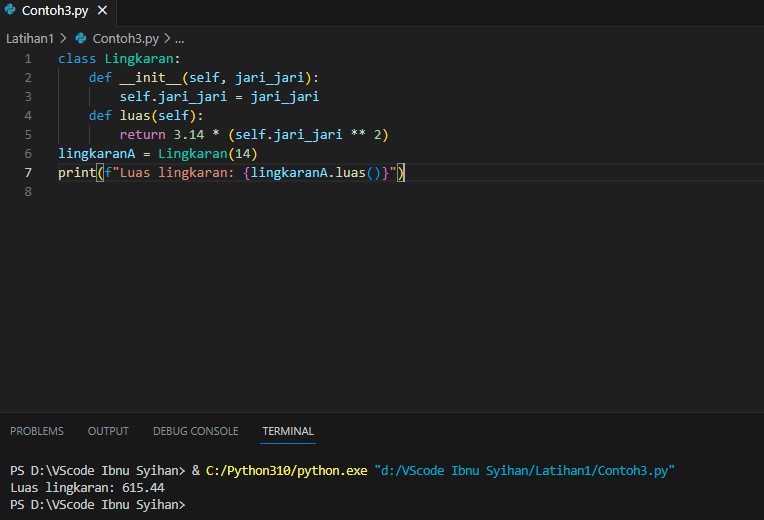 Contoh3.py ✕
Latihan1 > Contoh3.py > ...
1 class Lingkaran:
2     def __init__(self, jari_jari):
3         self.jari_jari = jari_jari
4     def luas(self):
5         return 3.14 * (self.jari_jari ** 2)
6 lingkaranA = Lingkaran(14)
7 print(f"Luas lingkaran: {lingkaranA.luas()}")
8
PROBLEMS OUTPUT DEBUG CONSOLE TERMINAL
PS D:\VScode Ibnu Syihan> & C:/Python310/python.exe "d:/VScode Ibnu Syihan/Latihan1/Contoh3.py"
Luas lingkaran: 615.44
PS D:\VScode Ibnu Syihan>